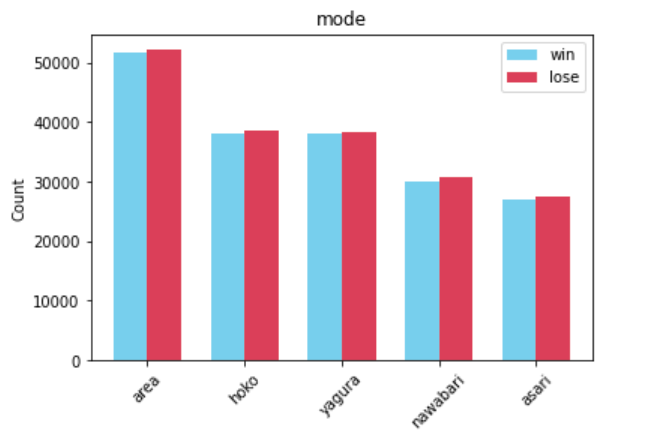 mode
win
lose
Count
50000
40000
30000
20000
10000
0
area
hoko
yagura
nawabari
asari